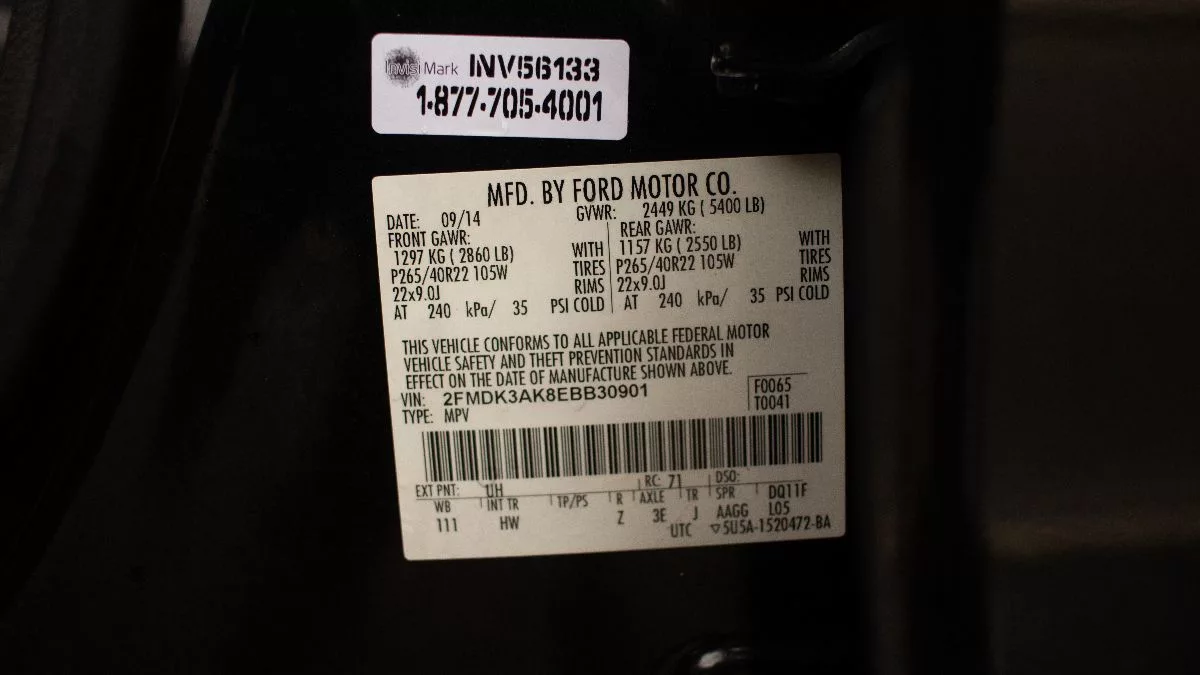 Invisi Mark INV56133
1-877-705-4001
MFD. BY FORD MOTOR CO.
DATE: 09/14 GVWR: 2449 KG ( 5400 LB)
FRONT GAWR: REAR GAWR:
1297 KG ( 2860 LB) WITH 1157 KG ( 2550 LB) WITH
P265/40R22 105W TIRES P265/40R22 105W TIRES
22x9.0J RIMS 22x9.0J RIMS
AT 240 kPa/ 35 PSI COLD AT 240 kPa/ 35 PSI COLD
THIS VEHICLE CONFORMS TO ALL APPLICABLE FEDERAL MOTOR
VEHICLE SAFETY AND THEFT PREVENTION STANDARDS IN
EFFECT ON THE DATE OF MANUFACTURE SHOWN ABOVE.
VIN: 2FMDK3AK8EBB30901 F0065
TYPE: MPV T0041
EXT PNT: UH RC: 71 DSO:
WB INT TR TP/PS R AXLE TR SPR DQ11F
111 HW Z 3E J AAGG L05
UTC ▽5U5A-1520472-BA